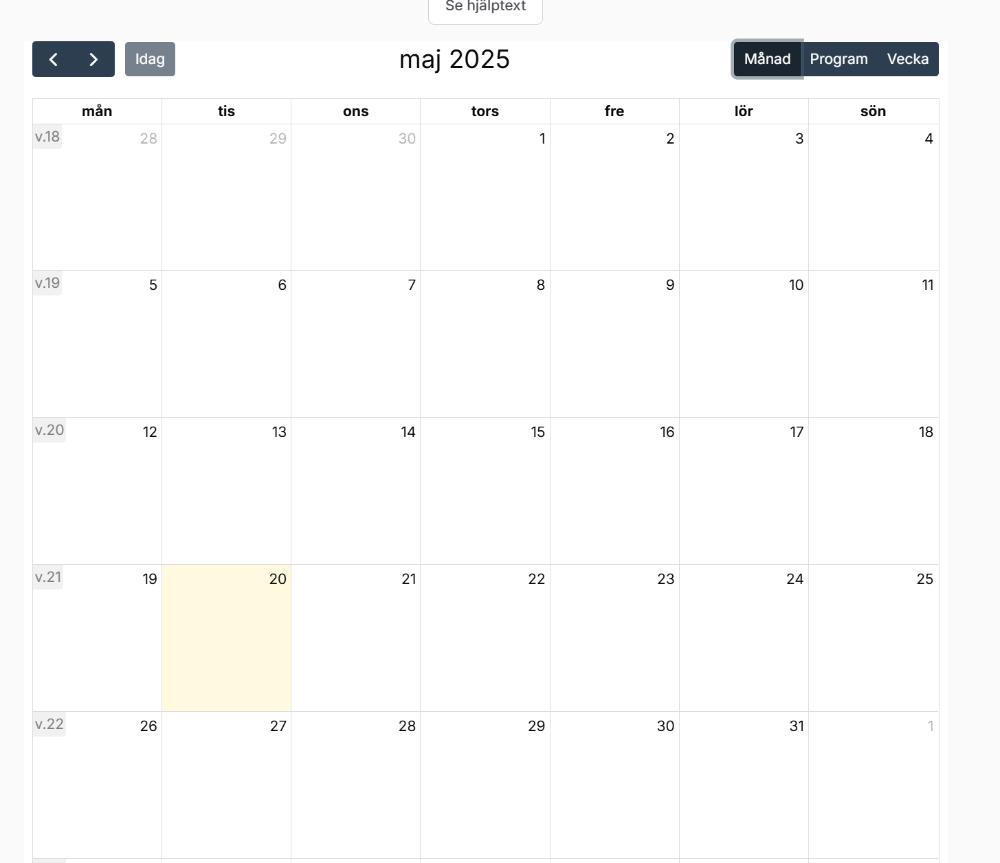 Se hjälptext
Idag
maj 2025
Månad Program Vecka
mån tis ons tors fre lör sön
v.18 28 29 30 1 2 3 4
v.19 5 6 7 8 9 10 11
v.20 12 13 14 15 16 17 18
v.21 19 20 21 22 23 24 25
v.22 26 27 28 29 30 31 1